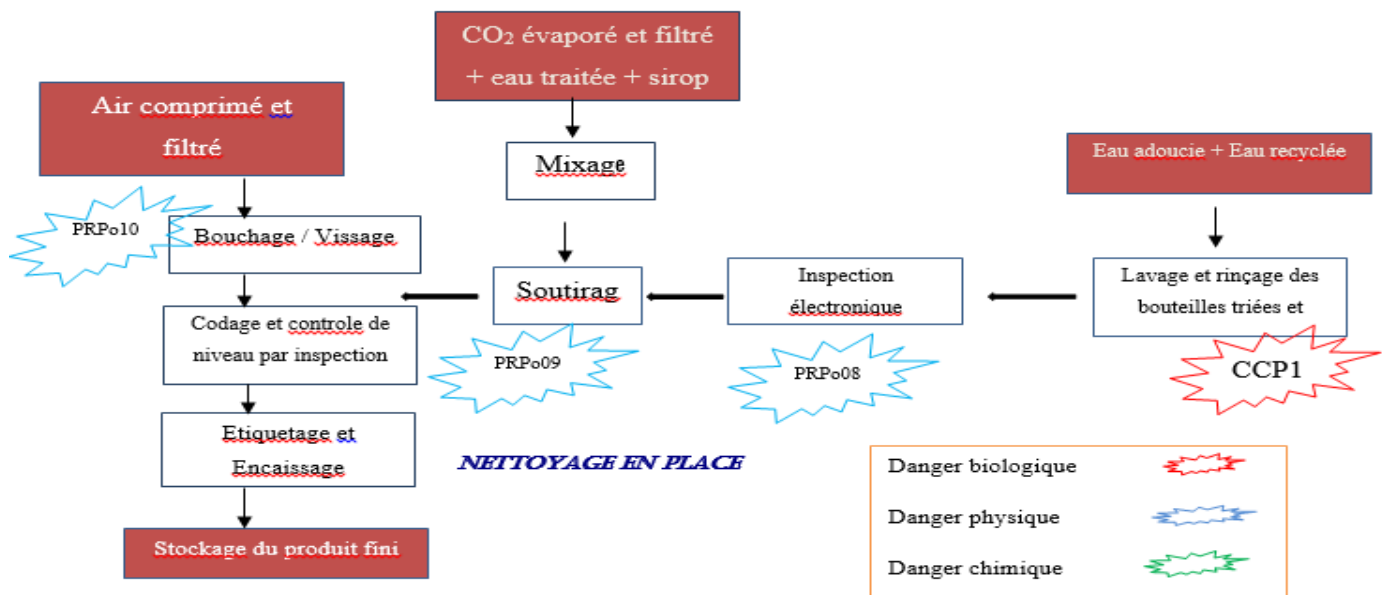 CO₂ évaporé et filtré
+ eau traitée + sirop
Air comprimé et
filtré
Mixage
Eau adoucie + Eau recyclée
PRPo10
Bouchage / Vissage
Soutirag
Inspection
électronique
Lavage et rinçage des
bouteilles triées et
Codage et controle de
niveau par inspection
PRPo09
PRPo08
CCP1
Etiquetage et
Encaissage
NETTOYAGE EN PLACE
Danger biologique
Danger physique
Danger chimique
Stockage du produit fini